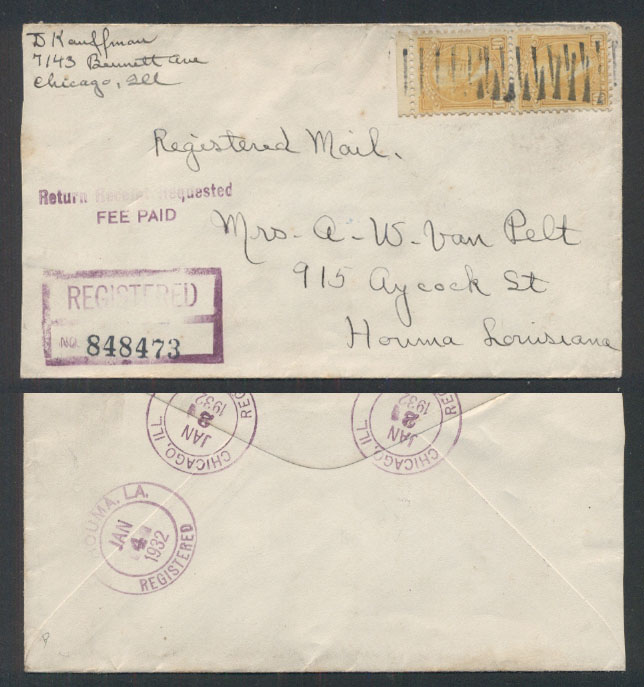 D Kauffman
7143 Bennett Ave
Chicago, Ill
Registered Mail.
Return Receipt Requested
FEE PAID
Mrs- A-W-Van Pelt
915 Aycock St
Houma Louisiana
REGISTERED
NO. 848473
CHICAGO, ILL.
JAN
1932
CHICAGO, ILL.
JAN
1932
HOUMA, LA.
JAN
4
1932
REGISTERED